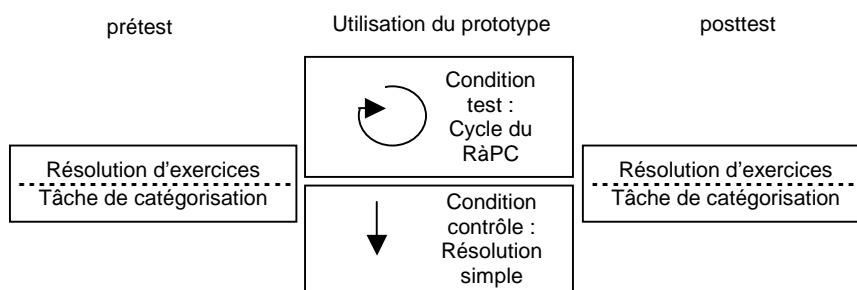 prétest
Utilisation du prototype
posttest
Condition
test :
Cycle du
RàPC
Résolution d'exercices
Tâche de catégorisation
Condition
contrôle :
Résolution
simple
Résolution d'exercices
Tâche de catégorisation